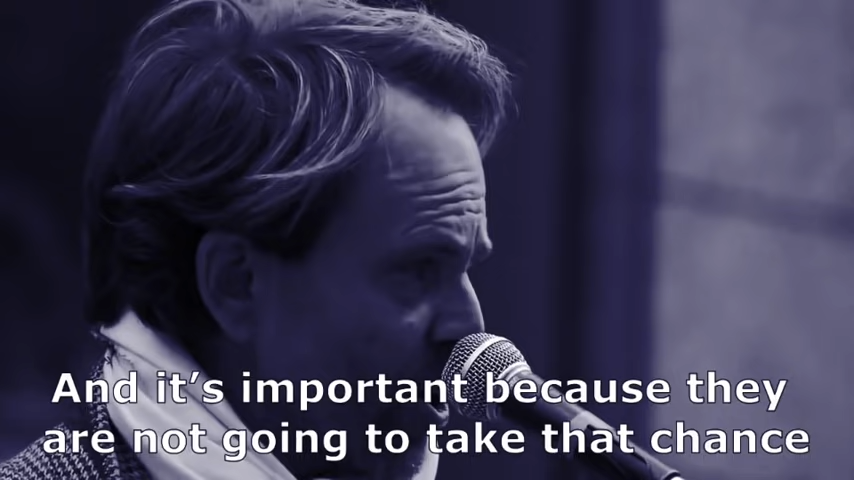 And it’s important because they
are not going to take that chance